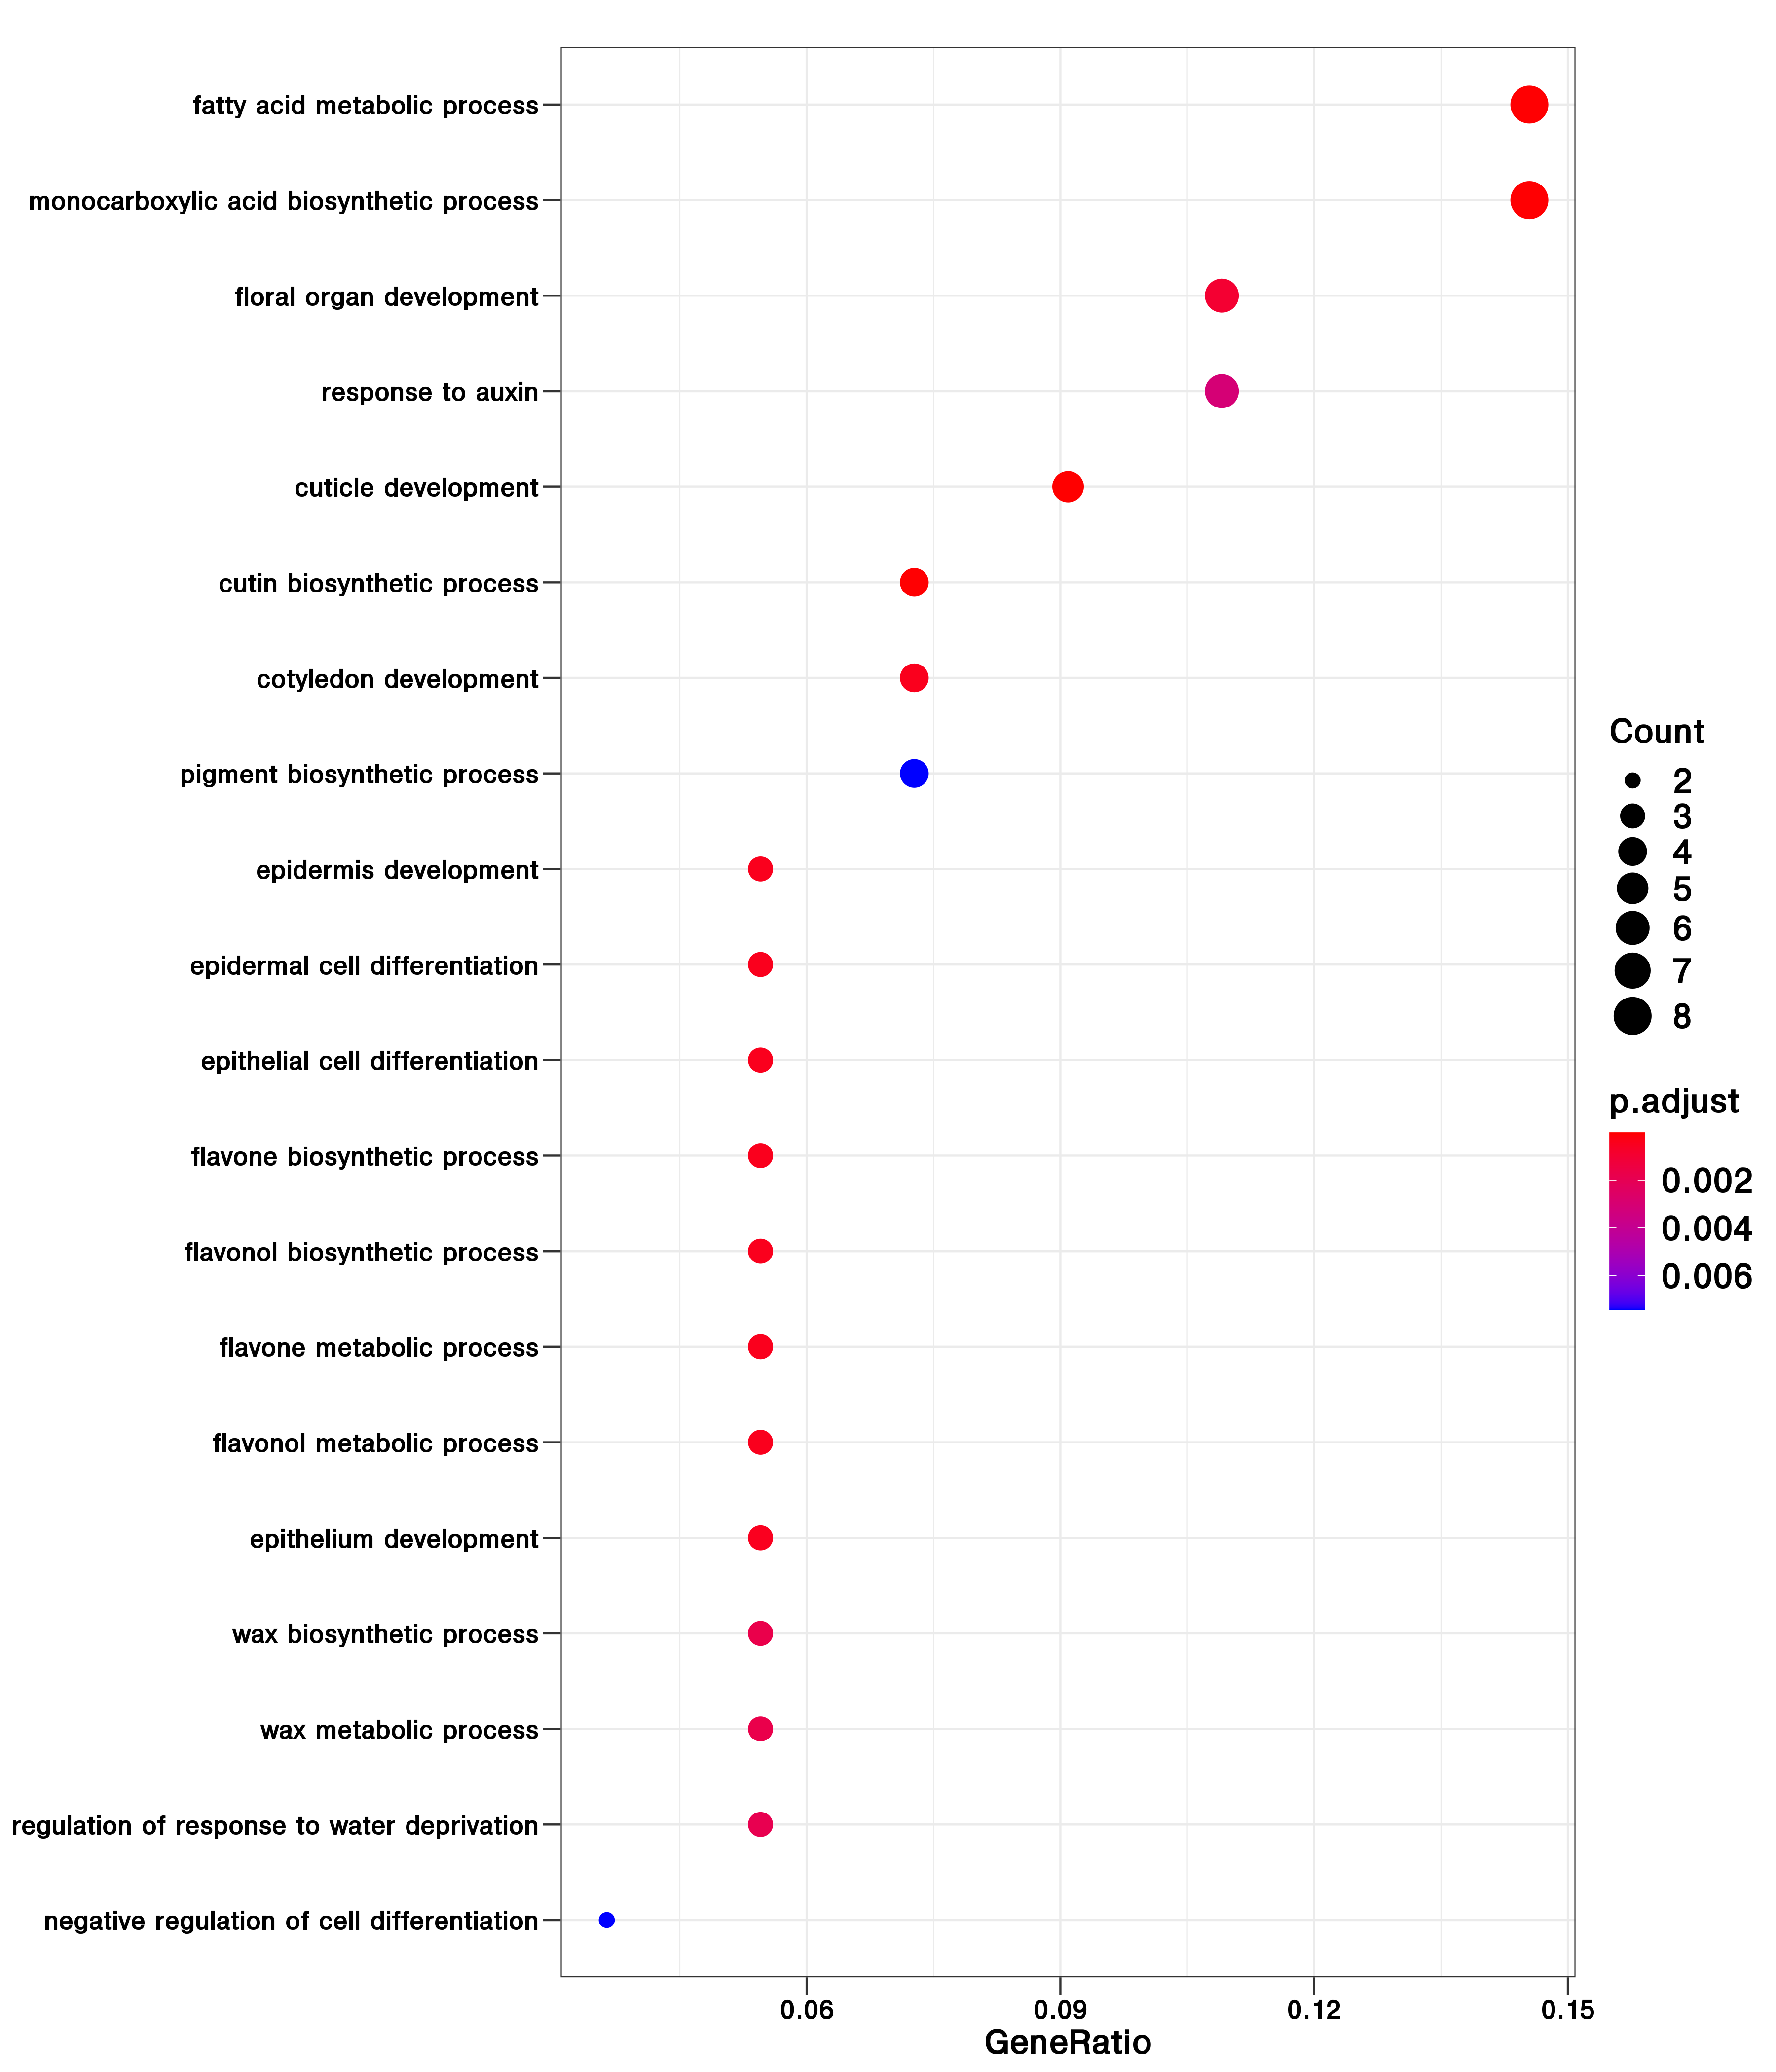 fatty acid metabolic process
monocarboxylic acid biosynthetic process
floral organ development
response to auxin
cuticle development
cutin biosynthetic process
cotyledon development
pigment biosynthetic process
epidermis development
epidermal cell differentiation
epithelial cell differentiation
flavone biosynthetic process
flavonol biosynthetic process
flavone metabolic process
flavonol metabolic process
epithelium development
wax biosynthetic process
wax metabolic process
regulation of response to water deprivation
negative regulation of cell differentiation
0.06 0.09 0.12 0.15
GeneRatio
Count
2
3
4
5
6
7
8
p.adjust
0.002
0.004
0.006